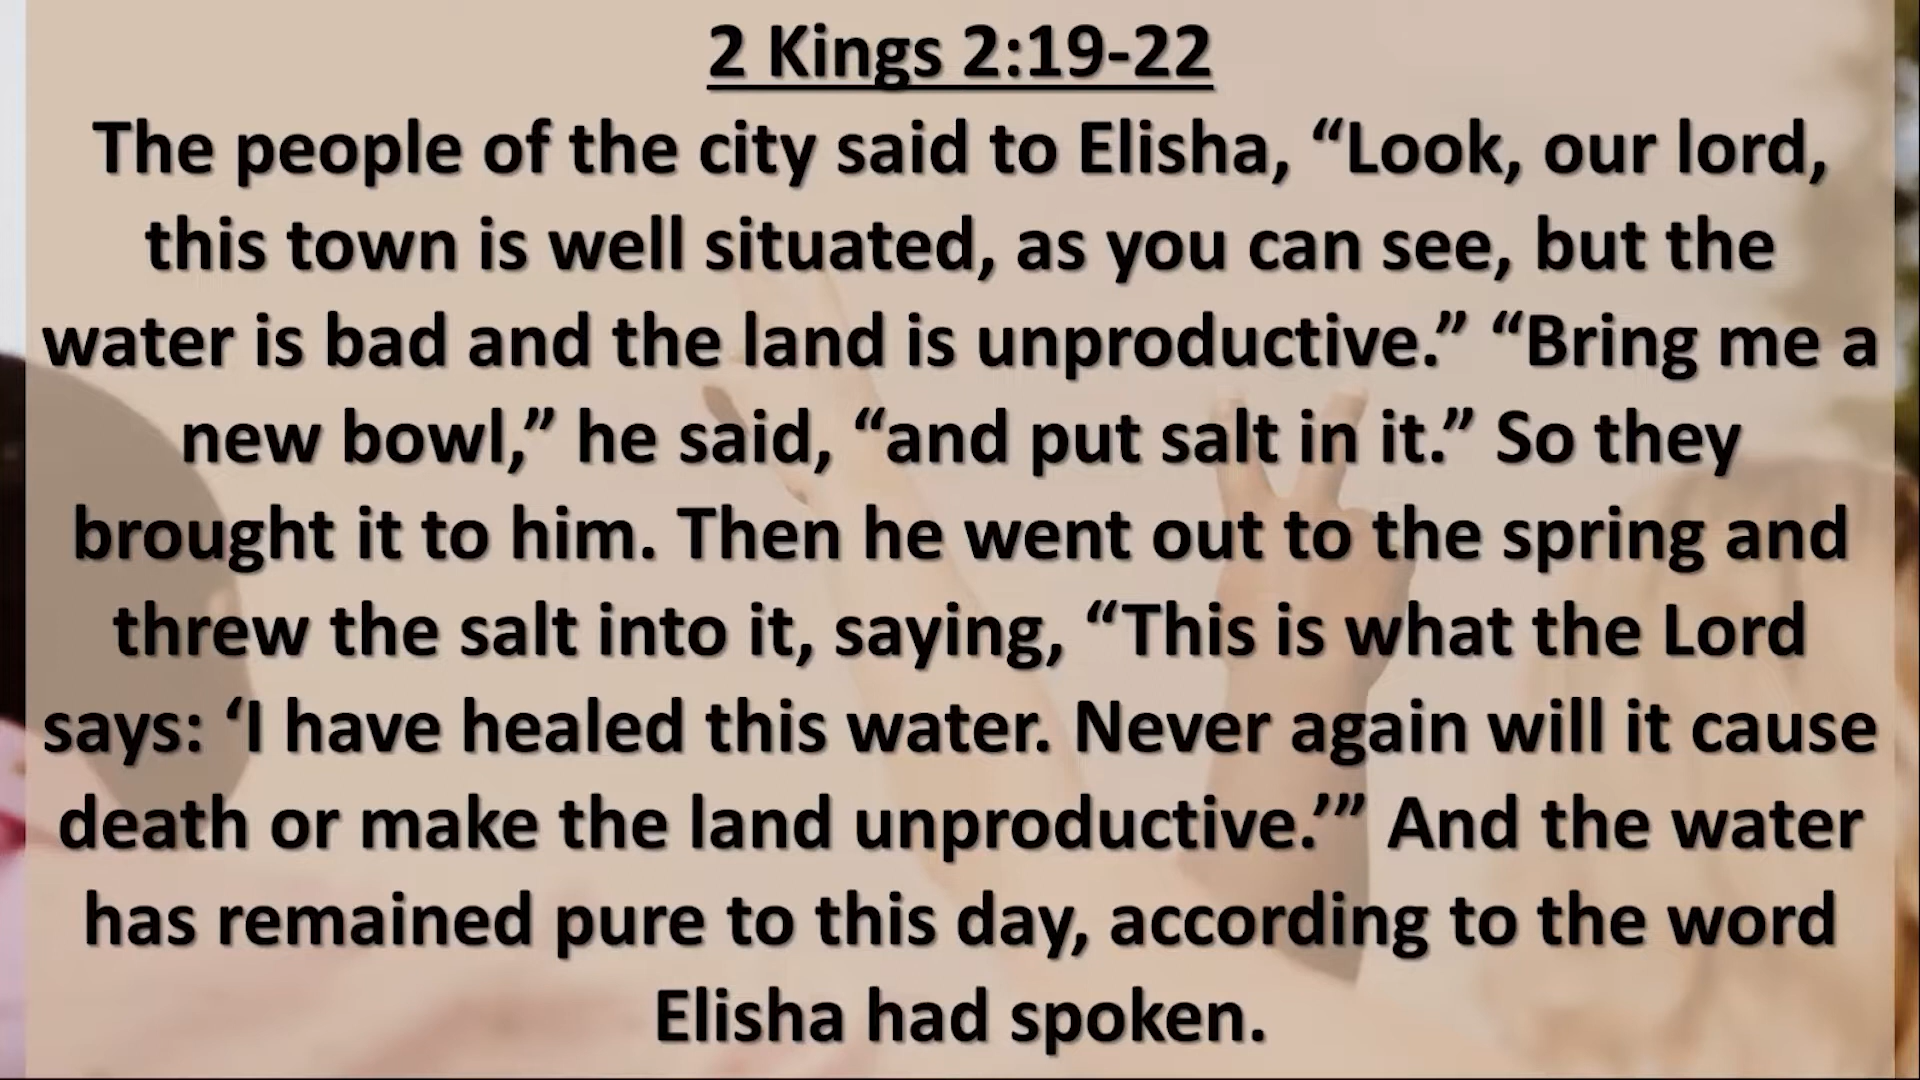 2 Kings 2:19-22
The people of the city said to Elisha, “Look, our lord,
this town is well situated, as you can see, but the
water is bad and the land is unproductive.” “Bring me a
new bowl,” he said, “and put salt in it.” So they
brought it to him. Then he went out to the spring and
threw the salt into it, saying, “This is what the Lord
says: ‘I have healed this water. Never again will it cause
death or make the land unproductive.’” And the water
has remained pure to this day, according to the word
Elisha had spoken.